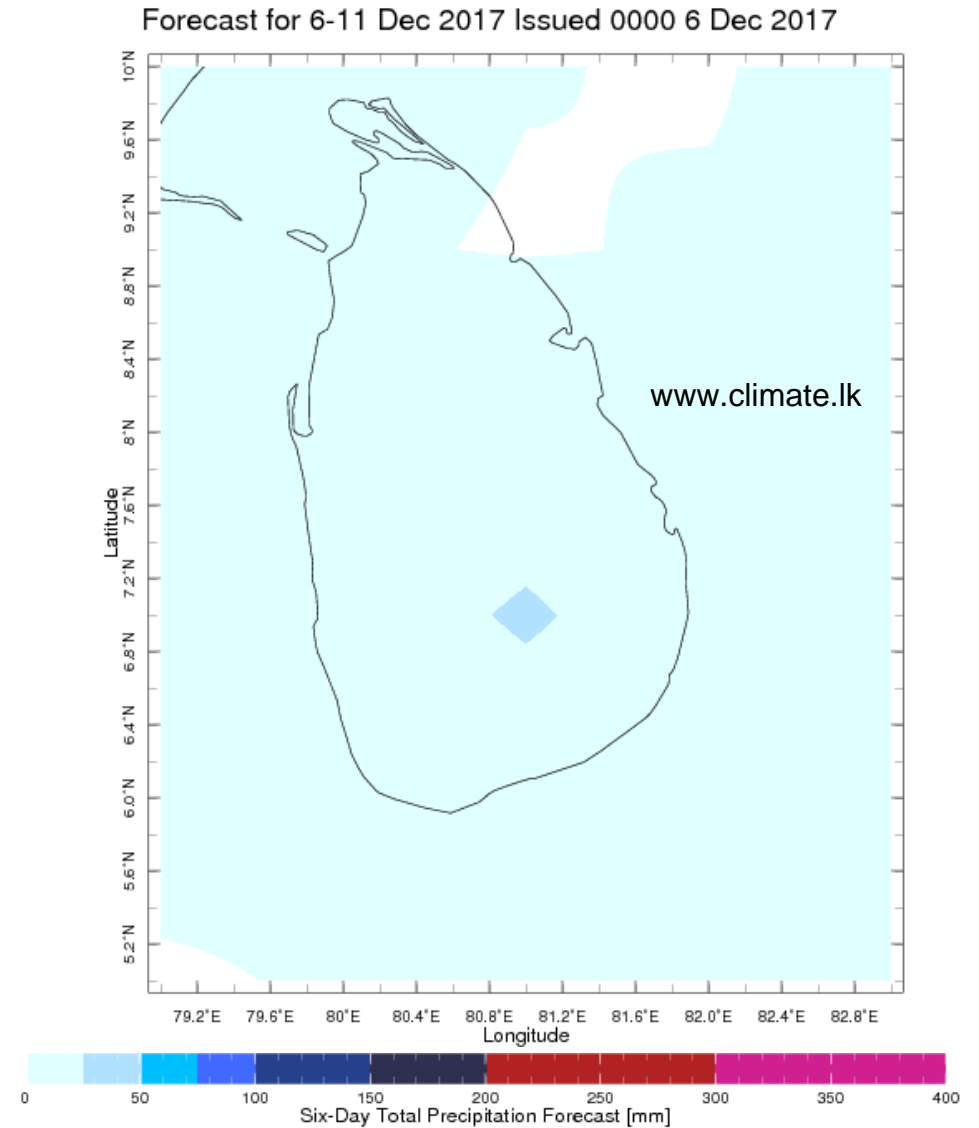 Forecast for 6-11 Dec 2017 Issued 0000 6 Dec 2017
10°N
9.6°N
9.2°N
8.8°N
8.4°N
8°N
7.6°N
7.2°N
6.8°N
6.4°N
6.0°N
5.6°N
5.2°N
Latitude
www.climate.lk
79.2°E 79.6°E 80°E 80.4°E 80.8°E 81.2°E 81.6°E 82.0°E 82.4°E 82.8°E
Longitude
0 50 100 150 200 250 300 350 400
Six-Day Total Precipitation Forecast [mm]